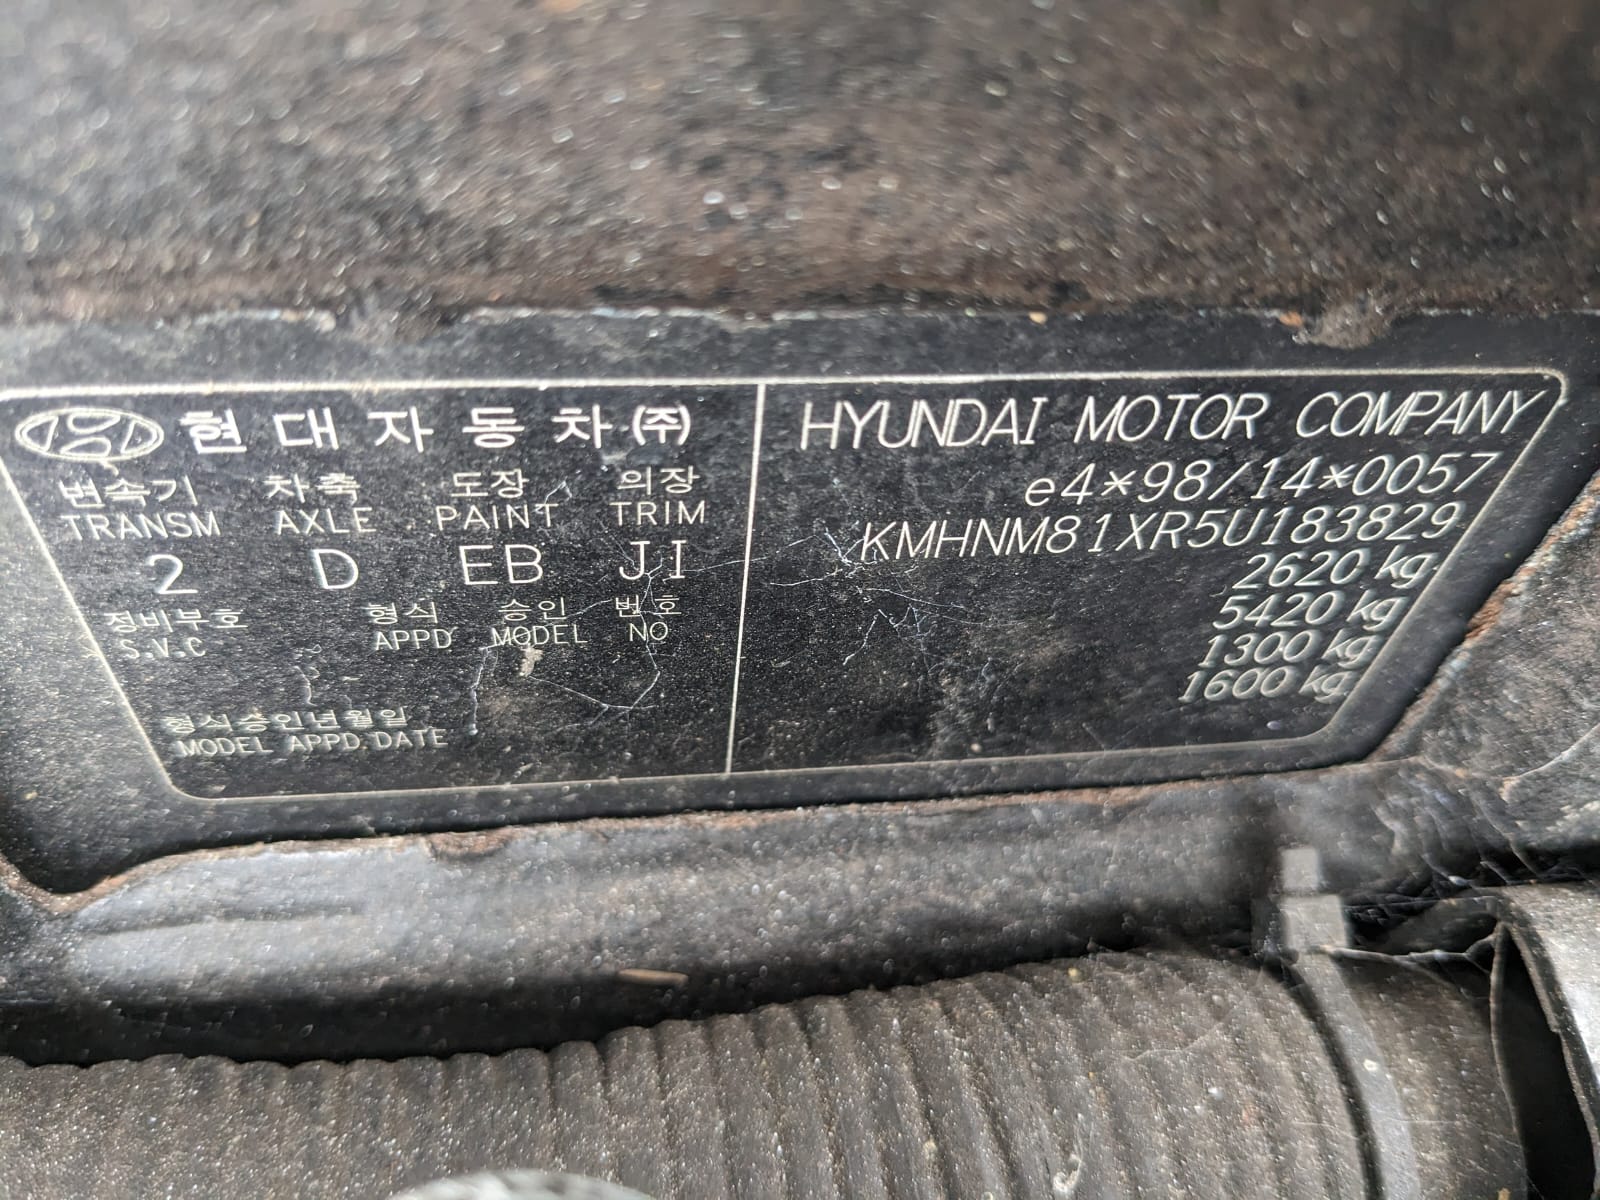 현대자동차(주)
변속기 차축 도장 의장
TRANSM AXLE PAINT TRIM
2 D EB JI
정비부호 형식 승인 번호
S.V.C APPD MODEL NO
형식승인년월일
MODEL APPD.DATE
HYUNDAI MOTOR COMPANY
e4*98/14*0057
KMHNM81XR5U183829
2620 kg
5420 kg
1300 kg
1600 kg